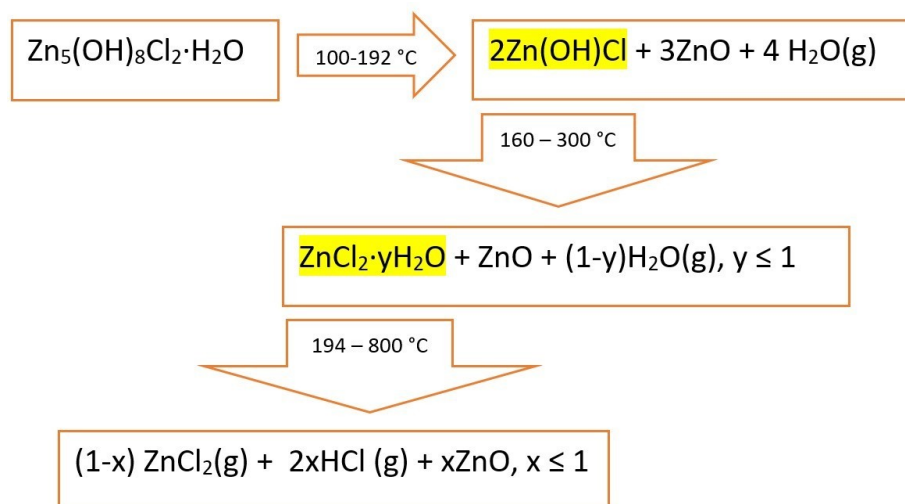 Zn₅(OH)₈Cl₂·H₂O
100-192 °C
2Zn(OH)Cl + 3ZnO + 4 H₂O(g)
160 – 300 °C
ZnCl₂·yH₂O + ZnO + (1-y)H₂O(g), y ≤ 1
194 – 800 °C
(1-x) ZnCl₂(g) + 2xHCl (g) + xZnO, x ≤ 1